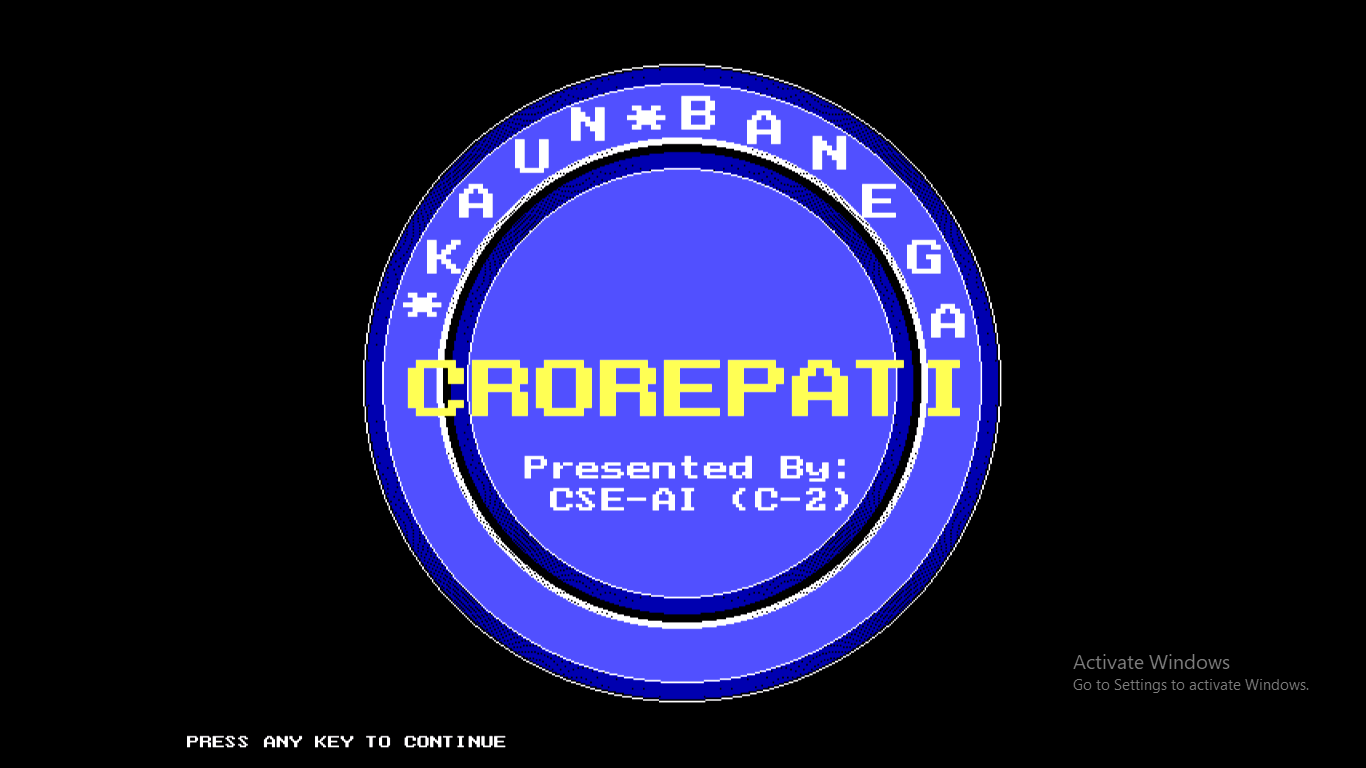 *KAUN*BANEGA
CROREPATI
Presented By:
CSE-AI (C-2)
Activate Windows
Go to Settings to activate Windows.
PRESS ANY KEY TO CONTINUE